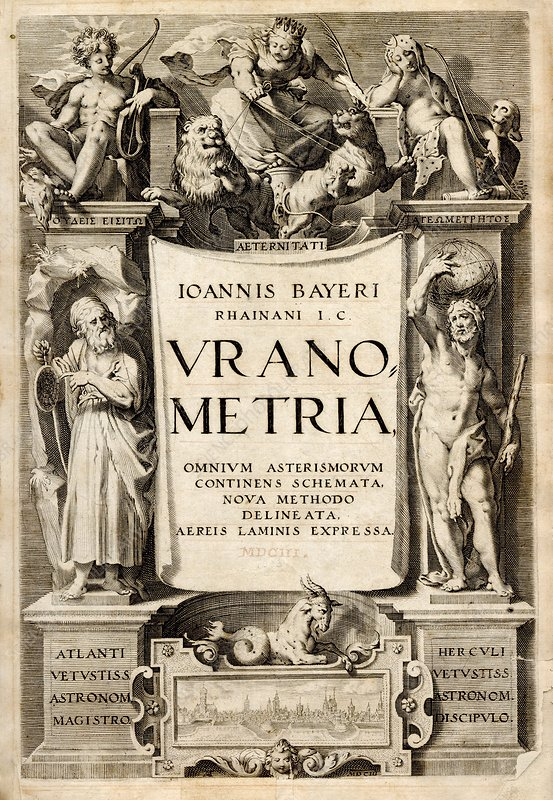 ΟΥΔΕΙΣ ΕΙΣΙΤΩ
ΑΓΕΩΜΕΤΡΗΤΟΣ
AETERNITATI
IOANNIS BAYERI
RHAINANI I. C.
VRANO,,
METRIA,
OMNIVM ASTERISMORVM
CONTINENS SCHEMATA,
NOVA METHODO
DELINEATA,
AEREIS LAMINIS EXPRESSA.
MDCIII.
ATLANTI
VETVSTISS.
ASTRONOM.
MAGISTRO.
HERCVLI
VETVSTISS.
ASTRONOM.
DISCIPVLO.